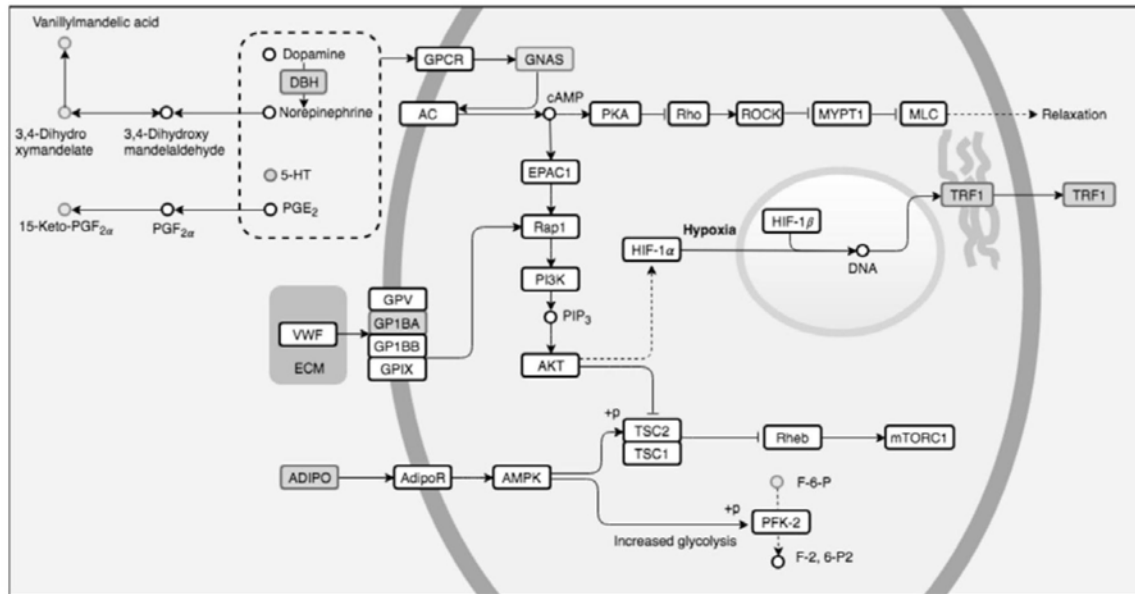 Vanillylmandelic acid
Dopamine
DBH
Norepinephrine
3,4-Dihydro
xymandelate
3,4-Dihydroxy
mandelaldehyde
5-HT
PGE2
15-Keto-PGF2α
PGF2α
GPCR
GNAS
AC
cAMP
PKA
Rho
ROCK
MYPT1
MLC
Relaxation
EPAC1
Rap1
PI3K
PIP3
AKT
HIF-1α
Hypoxia
HIF-1β
DNA
TRF1
TRF1
VWF
ECM
GPV
GP1BA
GP1BB
GPIX
+p
TSC2
TSC1
Rheb
mTORC1
ADIPO
AdipoR
AMPK
F-6-P
+p
PFK-2
Increased glycolysis
F-2, 6-P2